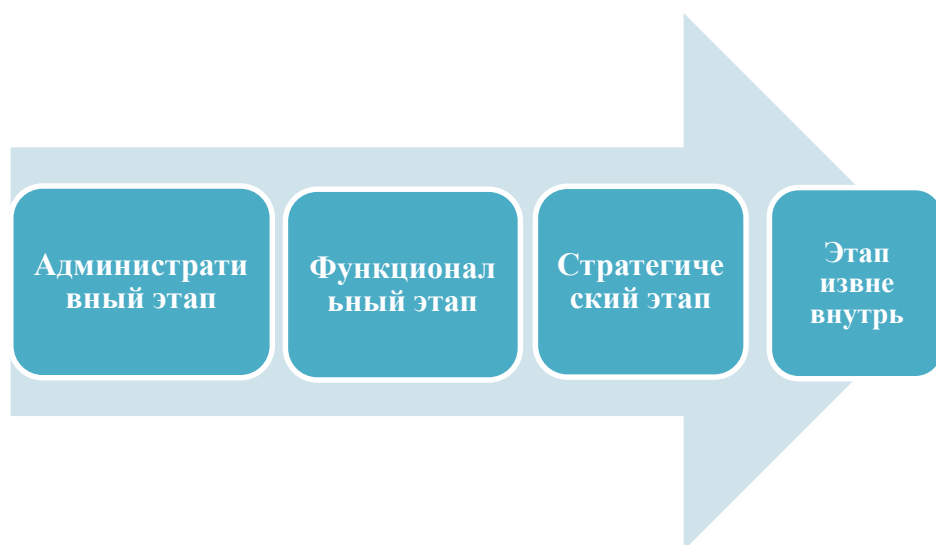 Администрати
вный этап
Функционал
ьный этап
Стратегиче
ский этап
Этап
извне
внутрь